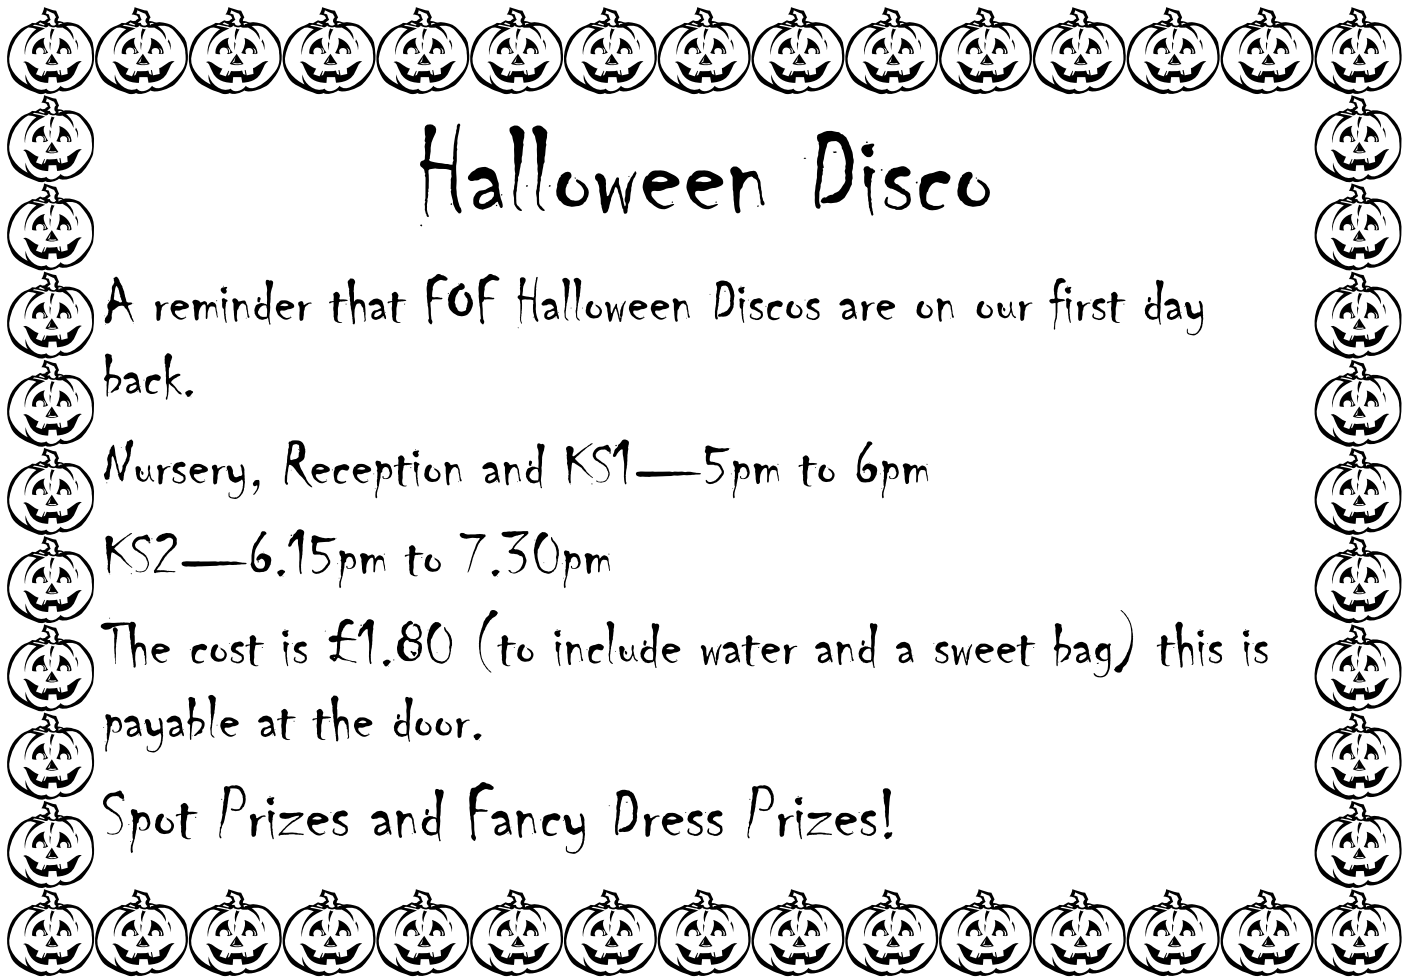 Halloween Disco
A reminder that FOF Halloween Discos are on our first day
back.
Nursery, Reception and KS1—5pm to 6pm
KS2—6.15pm to 7.30pm
The cost is £1.80 (to include water and a sweet bag) this is
payable at the door.
Spot Prizes and Fancy Dress Prizes!